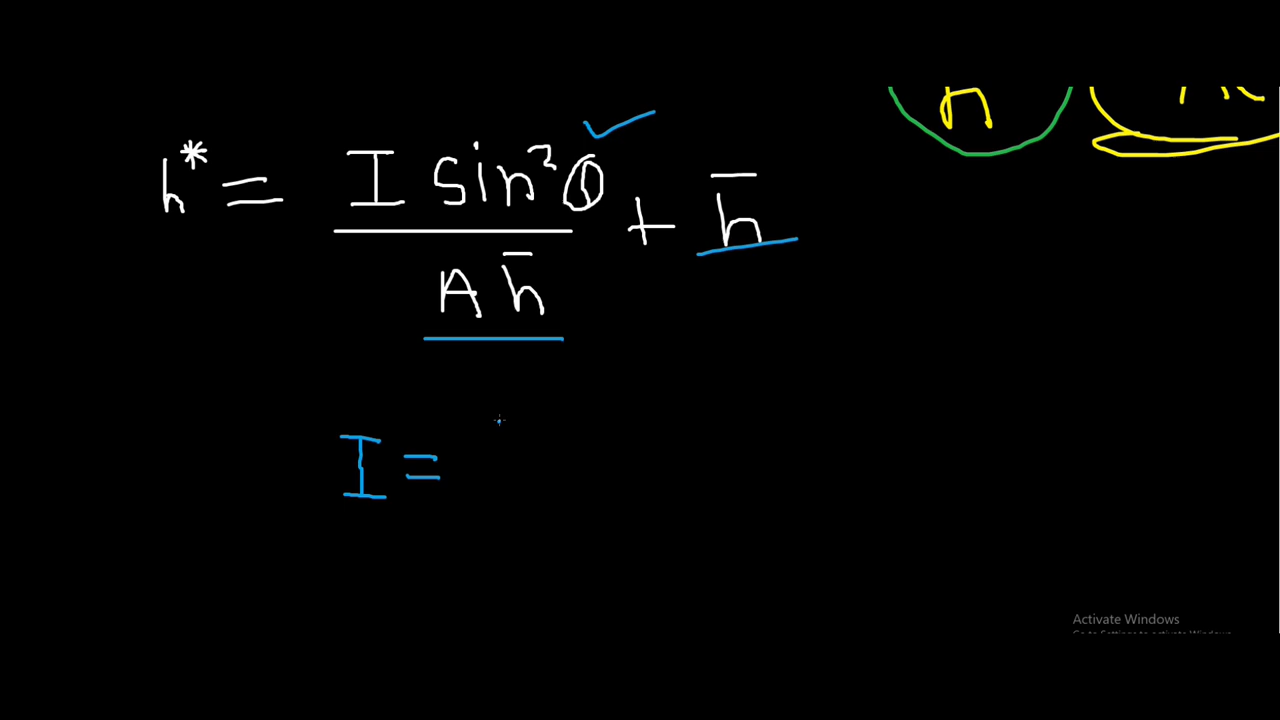 h* = I sin²θ / A h̄ + h̄
I =
Activate Windows